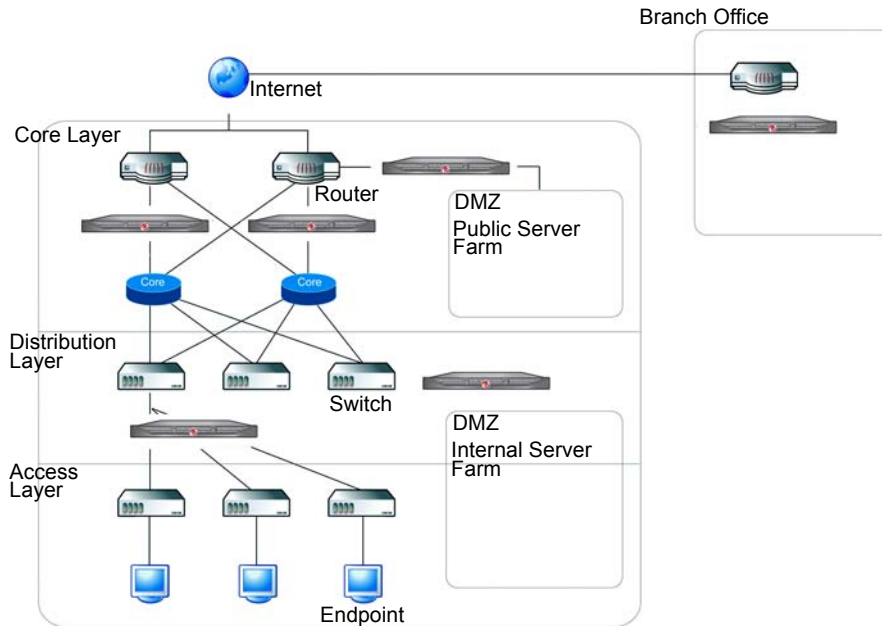 Branch Office
Internet
Core Layer
Router
DMZ
Public Server
Farm
Core
Core
Distribution
Layer
Switch
DMZ
Internal Server
Farm
Access
Layer
Endpoint